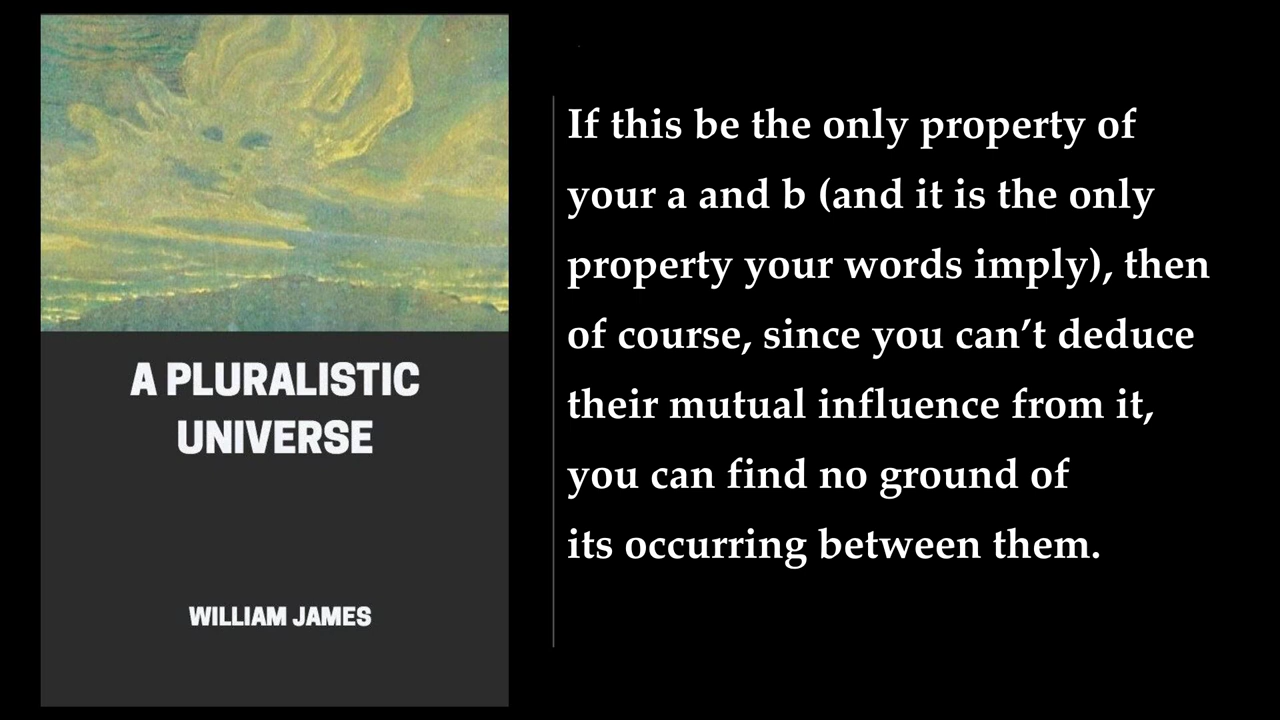 A PLURALISTIC
UNIVERSE
WILLIAM JAMES
If this be the only property of
your a and b (and it is the only
property your words imply), then
of course, since you can’t deduce
their mutual influence from it,
you can find no ground of
its occurring between them.